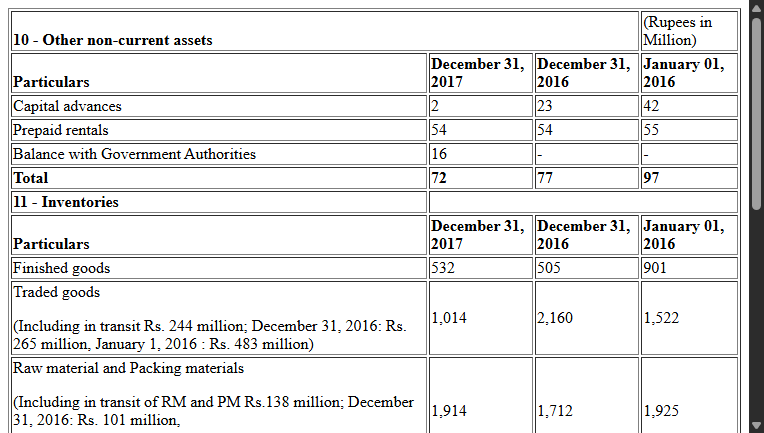 10 - Other non-current assets (Rupees in
Million)
Particulars December 31, 2017 December 31, 2016 January 01, 2016
Capital advances 2 23 42
Prepaid rentals 54 54 55
Balance with Government Authorities 16 - -
Total 72 77 97
11 - Inventories
Particulars December 31, 2017 December 31, 2016 January 01, 2016
Finished goods 532 505 901
Traded goods
(Including in transit Rs. 244 million; December 31, 2016: Rs.
265 million, January 1, 2016 : Rs. 483 million) 1,014 2,160 1,522
Raw material and Packing materials
(Including in transit of RM and PM Rs.138 million; December
31, 2016: Rs. 101 million, 1,914 1,712 1,925